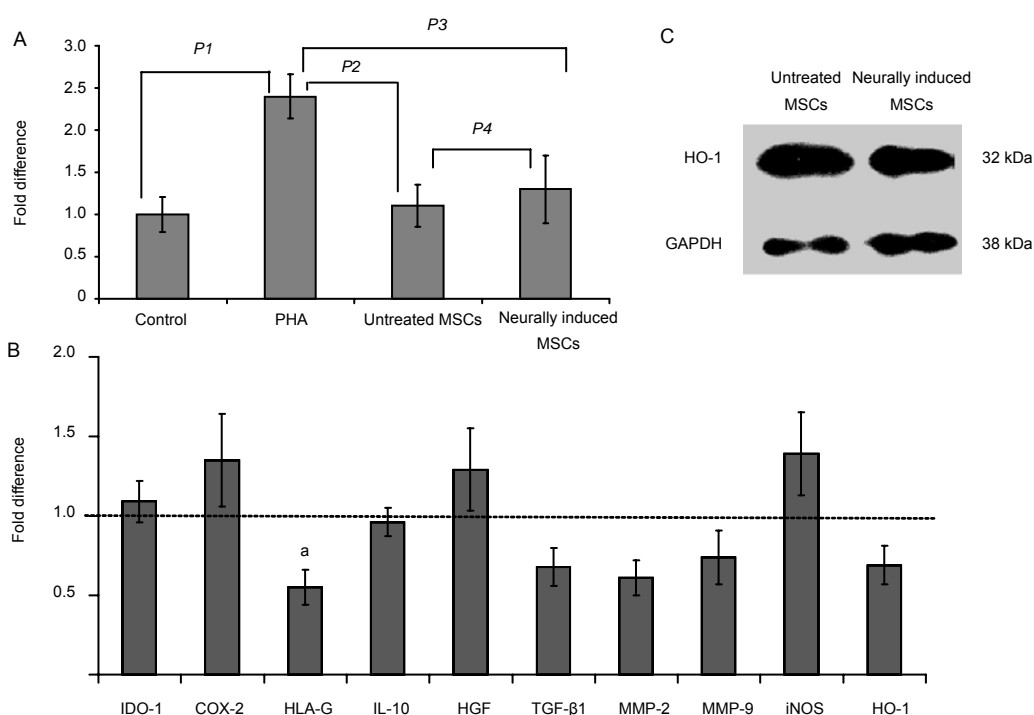 A
P3
P1
P2
P4
Fold difference
3.0
2.5
2.0
1.5
1.0
0.5
0
Control PHA Untreated MSCs Neurally induced
MSCs
C
Untreated Neurally induced
MSCs MSCs
HO-1 32 kDa
GAPDH 38 kDa
B
Fold difference
2.0
1.5
1.0
0.5
a
IDO-1 COX-2 HLA-G IL-10 HGF TGF-β1 MMP-2 MMP-9 iNOS HO-1